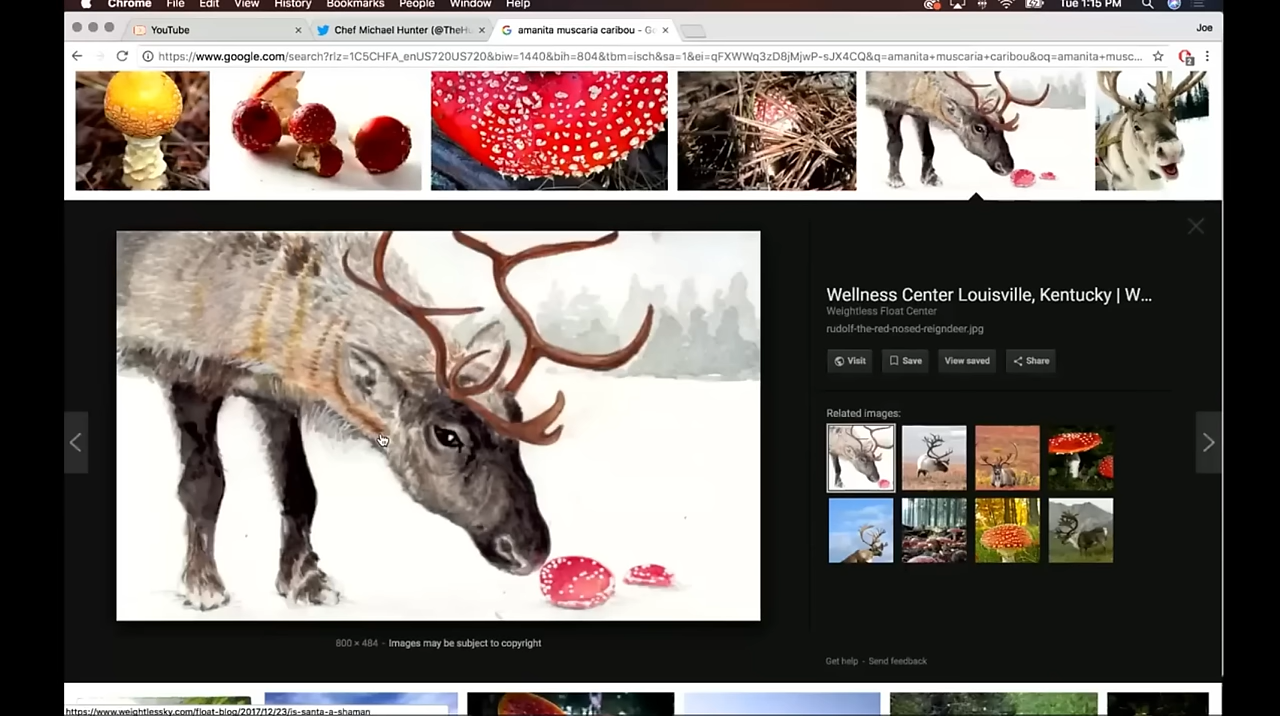 Chrome File Edit View History Bookmarks People Window Help Tue 1:15 PM
YouTube Chef Michael Hunter (@TheHu amanita muscaria caribou - Go Joe
https://www.google.com/search?rlz=1C5CHFA_enUS720US720&biw=1440&bih=804&tbm=isch&sa=1&ei=qFXWWq3zD8jMjwP-sJX4CQ&q=amanita+muscaria+caribou&oq=amanita+musc...
Wellness Center Louisville, Kentucky | W...
Weightless Float Center
rudolf-the-red-nosed-reigndeer.jpg
Visit Save View saved Share
Related images:
800 × 484 - Images may be subject to copyright
Get help - Send feedback
https://www.weightlessky.com/float-blog/2017/12/23/is-santa-a-shaman